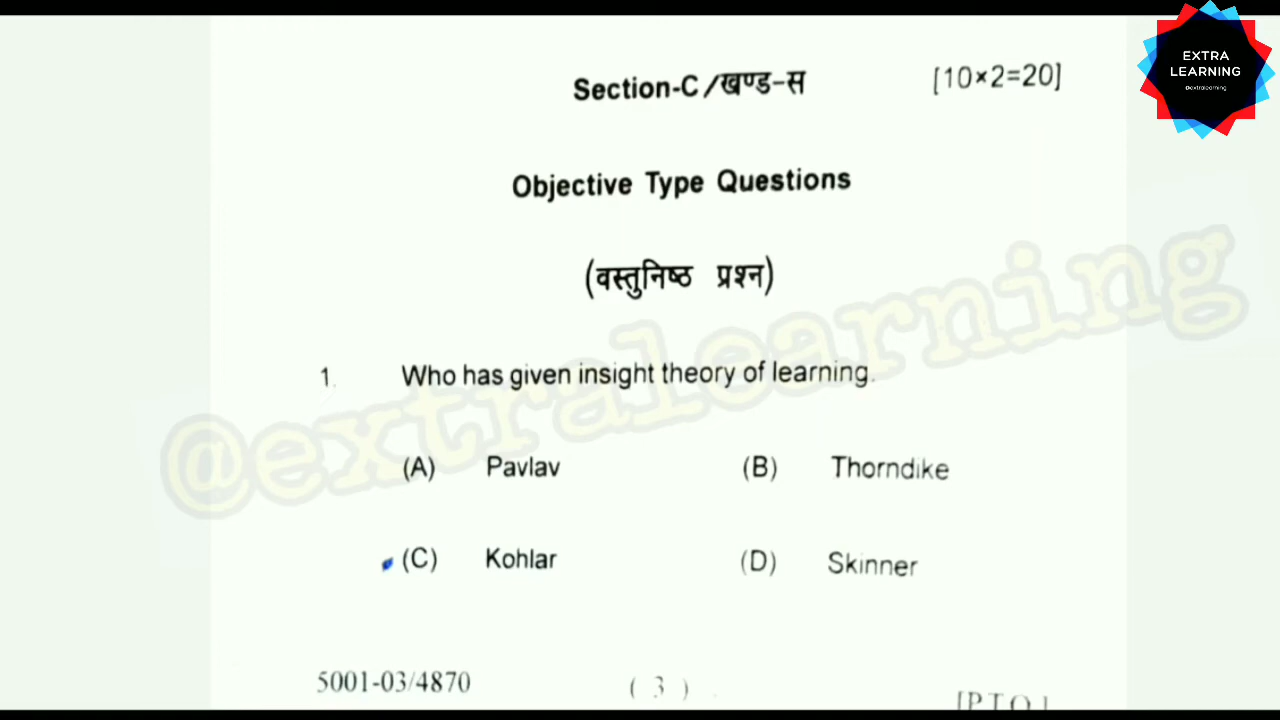 EXTRA
LEARNING
@extralearning
Section-C/खण्ड-स [10×2=20]
Objective Type Questions
(वस्तुनिष्ठ प्रश्न)
@extralearning
1. Who has given insight theory of learning.
(A) Pavlav (B) Thorndike
(C) Kohlar (D) Skinner
5001-03/4870 ( 3 ) [P.T.O.]